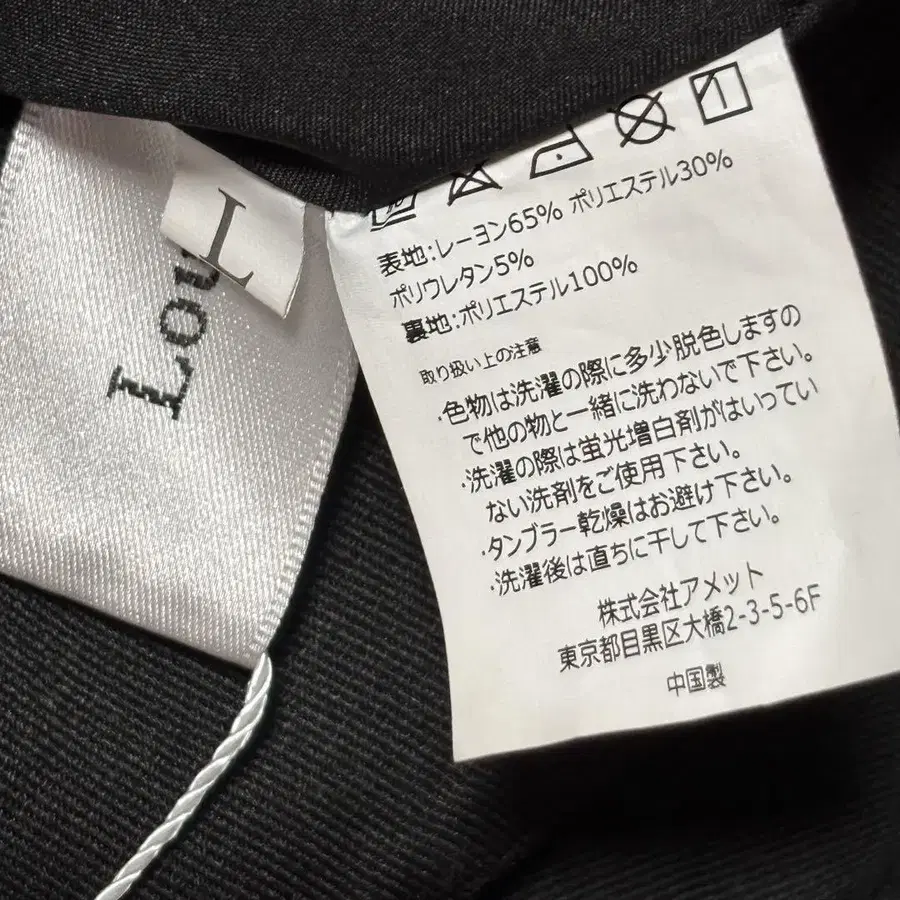 L
Lou
表地:レーヨン65% ポリエステル30%
ポリウレタン5%
裏地:ポリエステル100%
取り扱い上の注意
・色物は洗濯の際に多少脱色しますの
で他の物と一緒に洗わないで下さい。
・洗濯の際は蛍光増白剤がはいってい
ない洗剤をご使用下さい。
・タンブラー乾燥はお避け下さい。
・洗濯後は直ちに干して下さい。
株式会社アメット
東京都目黒区大橋2-3-5-6F
中国製